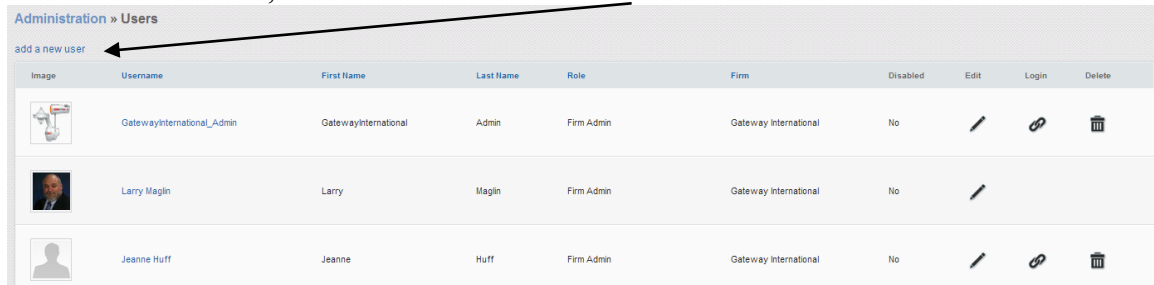 Administration » Users
add a new user
Image Username First Name Last Name Role Firm Disabled Edit Login Delete
GatewayInternational_Admin GatewayInternational Admin Firm Admin Gateway International No
Larry Maglin Larry Maglin Firm Admin Gateway International No
Jeanne Huff Jeanne Huff Firm Admin Gateway International No